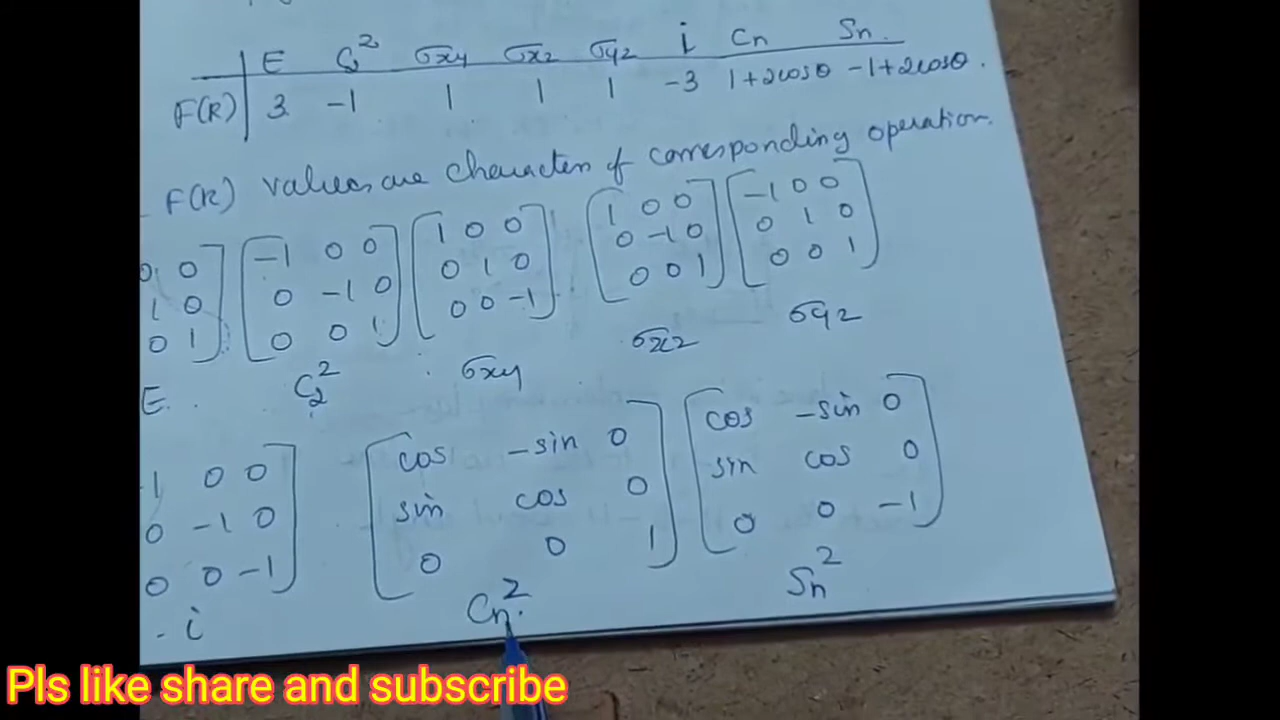 E C₂² σxy σxz σyz i Cn Sn.
F(R) 3 -1 1 1 1 -3 1+2cosθ -1+2cosθ.
F(R) values are character of corresponding operation.
0 0 [-1 0 0] [1 0 0] [1 0 0] [-1 0 0]
1 0 [0 -1 0] [0 1 0] [0 -1 0] [0 1 0]
0 1] [0 0 1] [0 0 -1] [0 0 1] [0 0 1]
E. C₂² σxy σxz σyz
-1 0 0] [cos -sin 0] [cos -sin 0]
0 -1 0] [sin cos 0] [sin cos 0]
0 0 -1] [0 0 1] [0 0 -1]
- i Cn². Sn²
Pls like share and subscribe